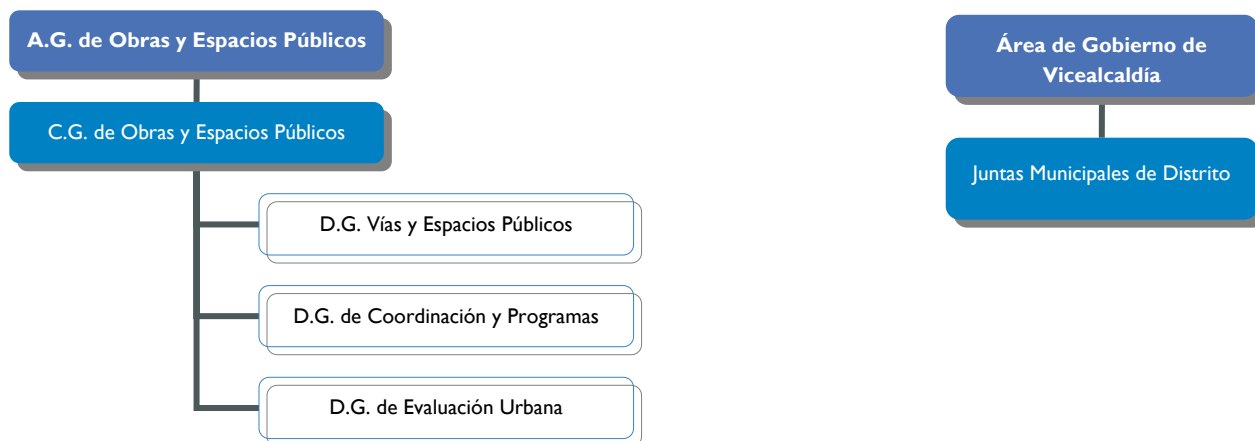 A.G. de Obras y Espacios Públicos
C.G. de Obras y Espacios Públicos
D.G. Vías y Espacios Públicos
D.G. de Coordinación y Programas
D.G. de Evaluación Urbana
Área de Gobierno de
Vicealcaldía
Juntas Municipales de Distrito